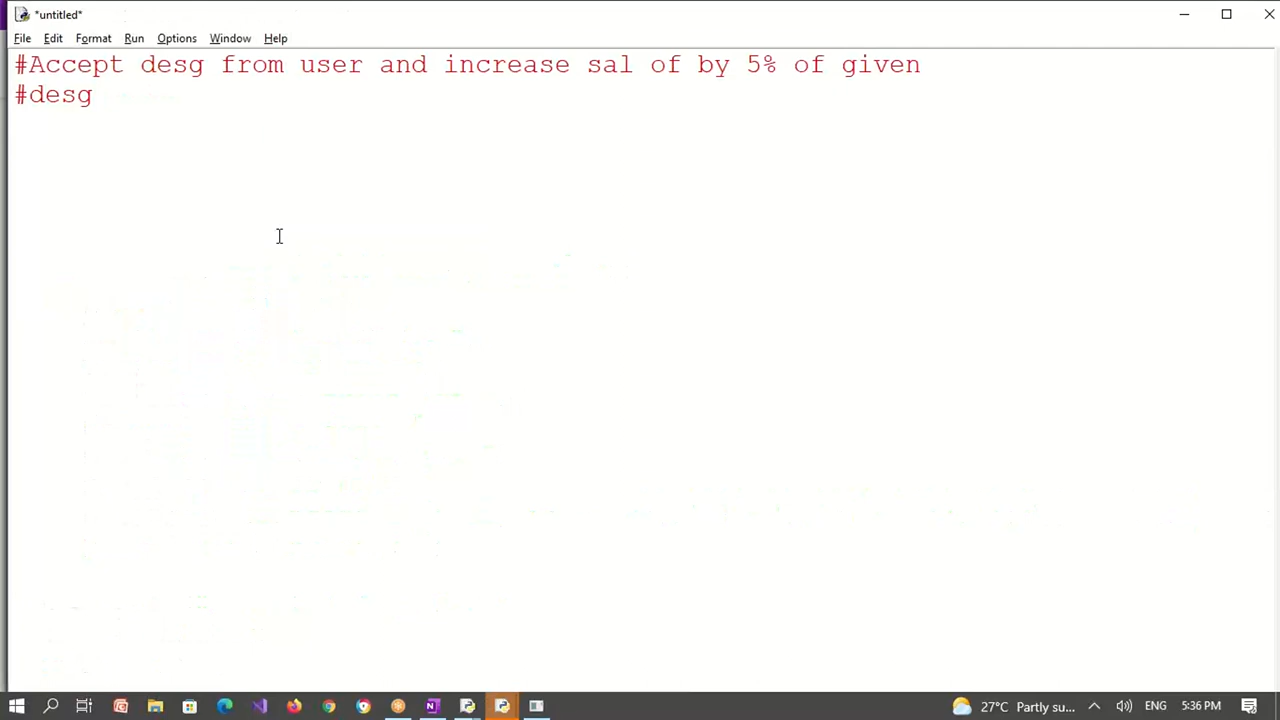 *untitled*
File Edit Format Run Options Window Help
#Accept desg from user and increase sal of by 5% of given
#desg
27°C Partly su... ENG 5:36 PM